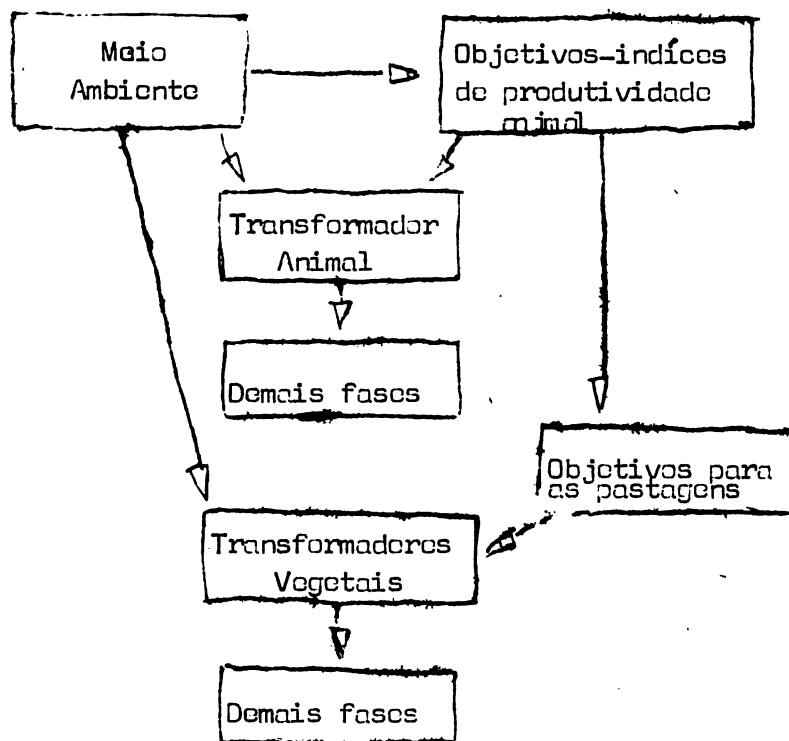 Meio
Ambiente
Objetivos-indíces
de produtividade
animal
Transformador
Animal
Demais fases
Objetivos para
as pastagens
Transformadores
Vegetais
Demais fases